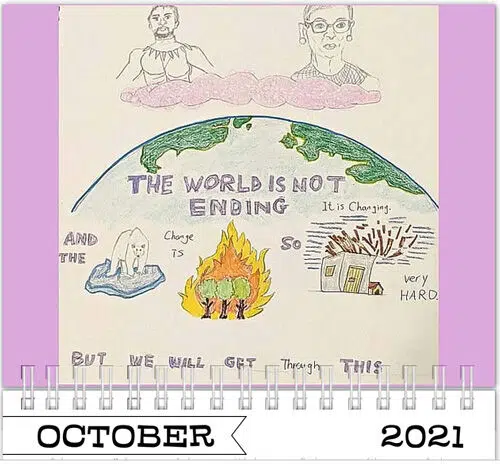 THE WORLD IS NOT
ENDING
It is Changing.
AND
THE
Change
IS
SO
very
HARD.
BUT WE WILL GET Through THIS
OCTOBER 2021